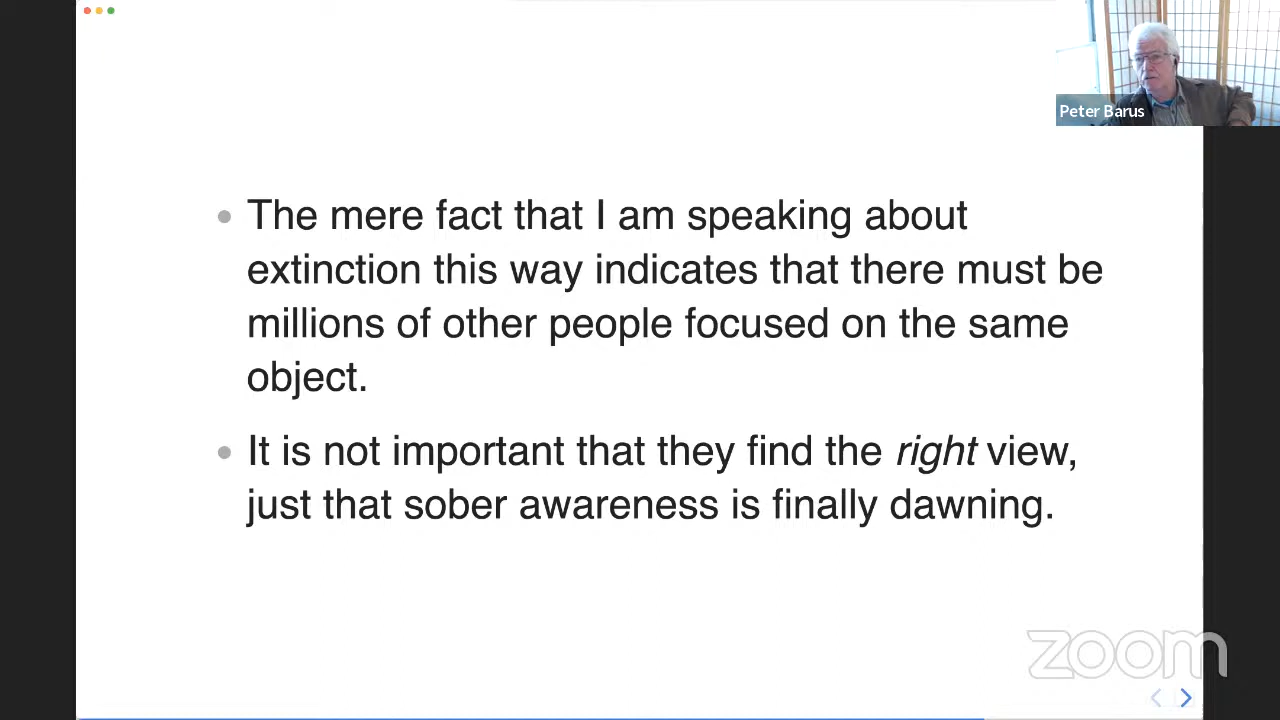 Peter Barus
The mere fact that I am speaking about
extinction this way indicates that there must be
millions of other people focused on the same
object.
It is not important that they find the right view,
just that sober awareness is finally dawning.
zoom